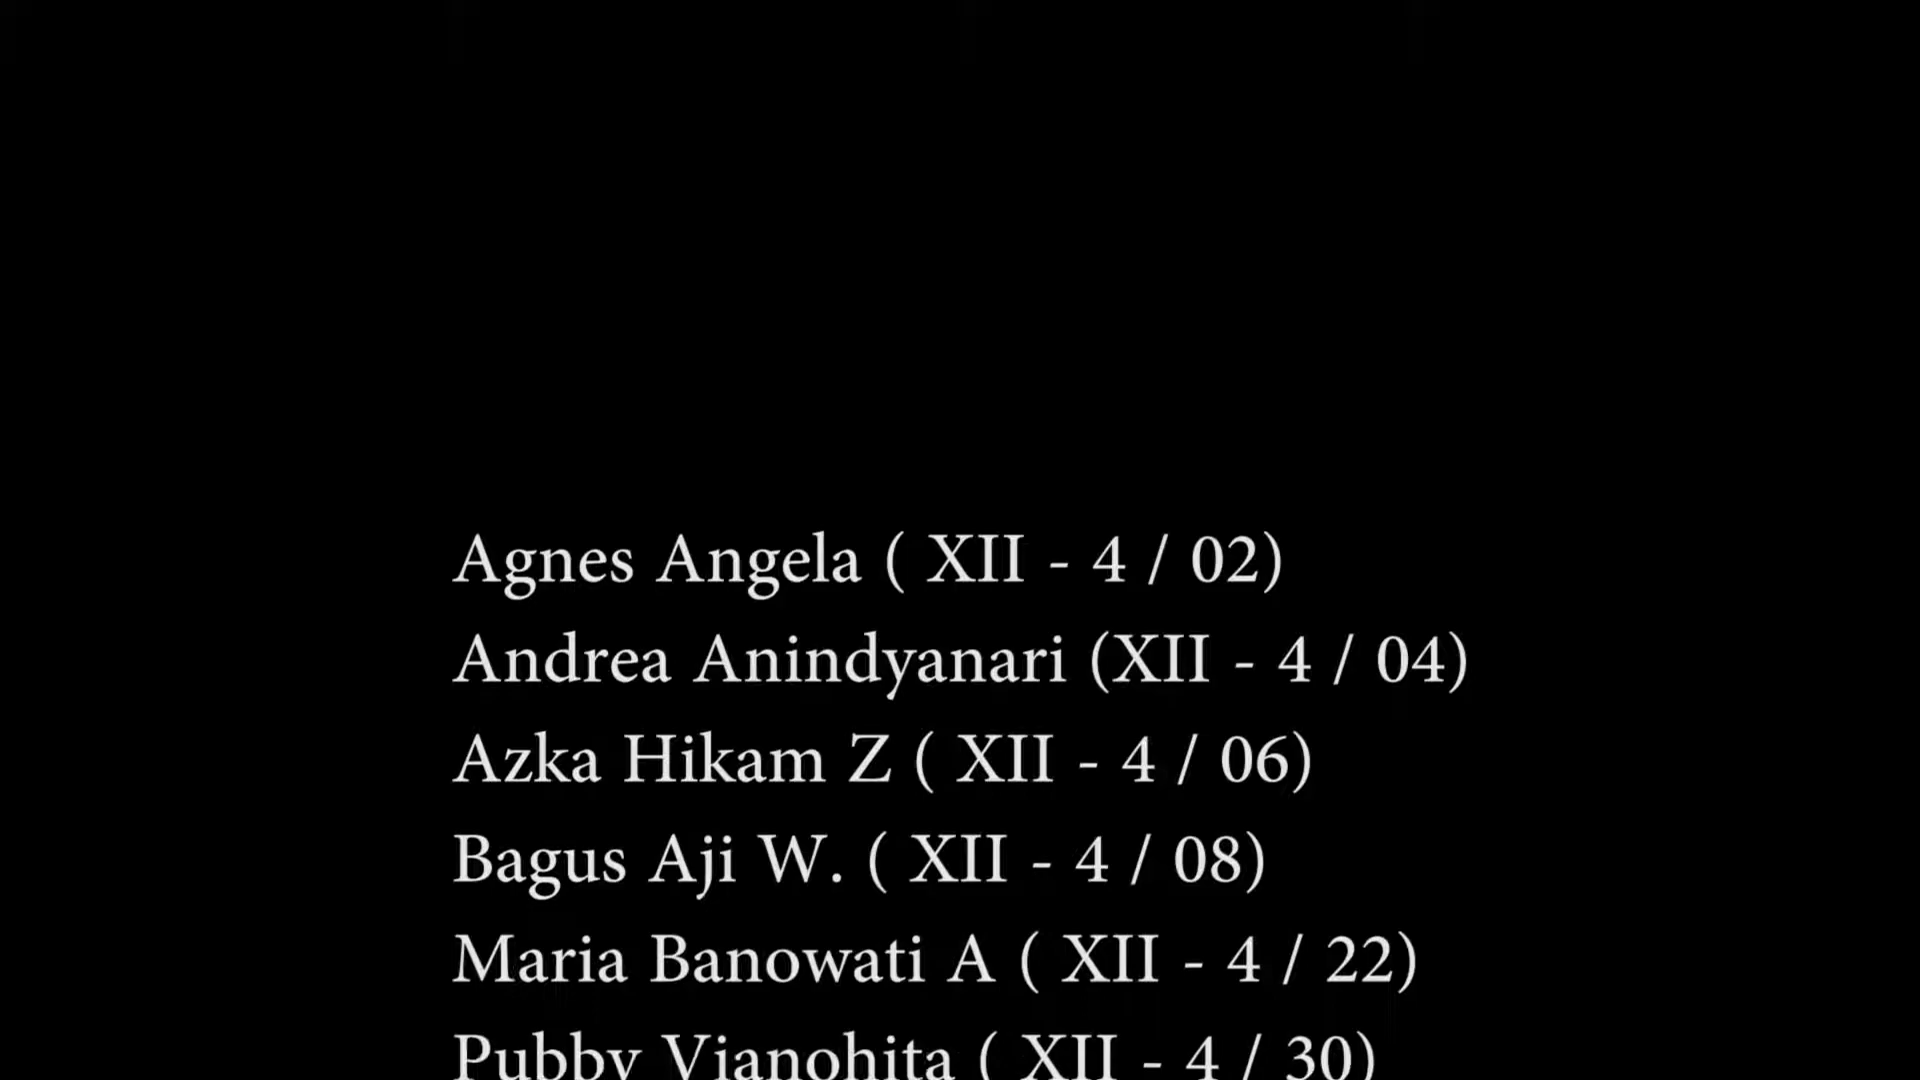 Agnes Angela ( XII - 4 / 02)
Andrea Anindyanari (XII - 4 / 04)
Azka Hikam Z ( XII - 4 / 06)
Bagus Aji W. ( XII - 4 / 08)
Maria Banowati A ( XII - 4 / 22)
Pubby Vianohita ( XII - 4 / 30)